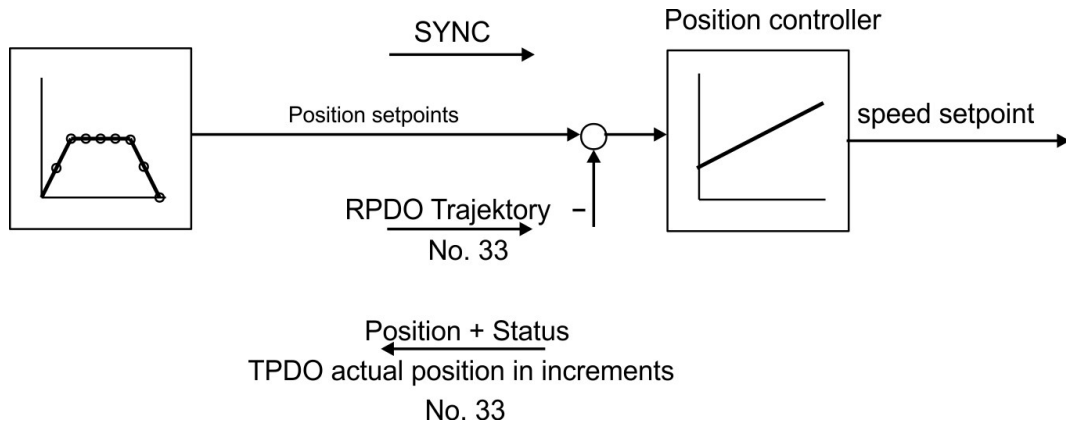 Position controller
SYNC
Position setpoints
speed setpoint
RPDO Trajektory
–
No. 33
Position + Status
TPDO actual position in increments
No. 33